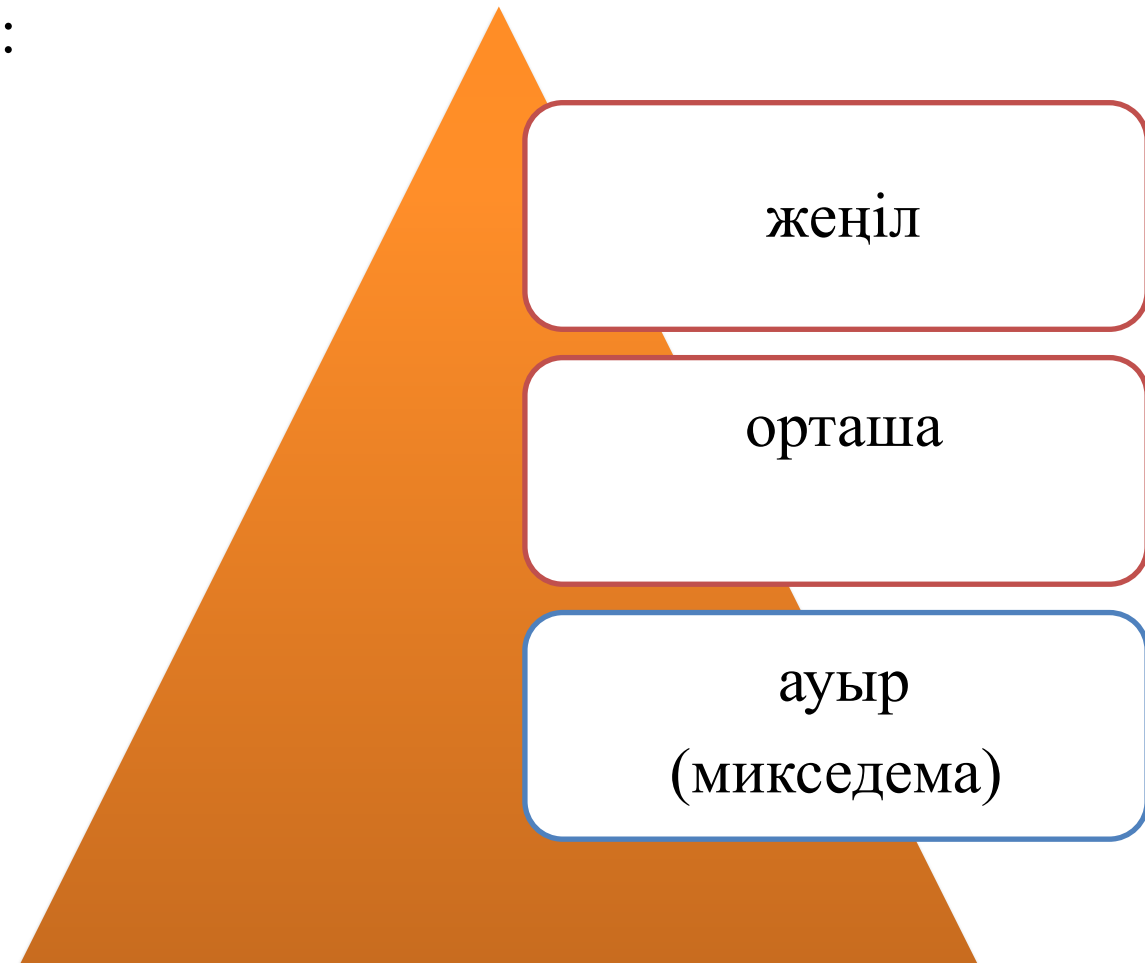 :
жеңіл
орташа
ауыр
(микседема)